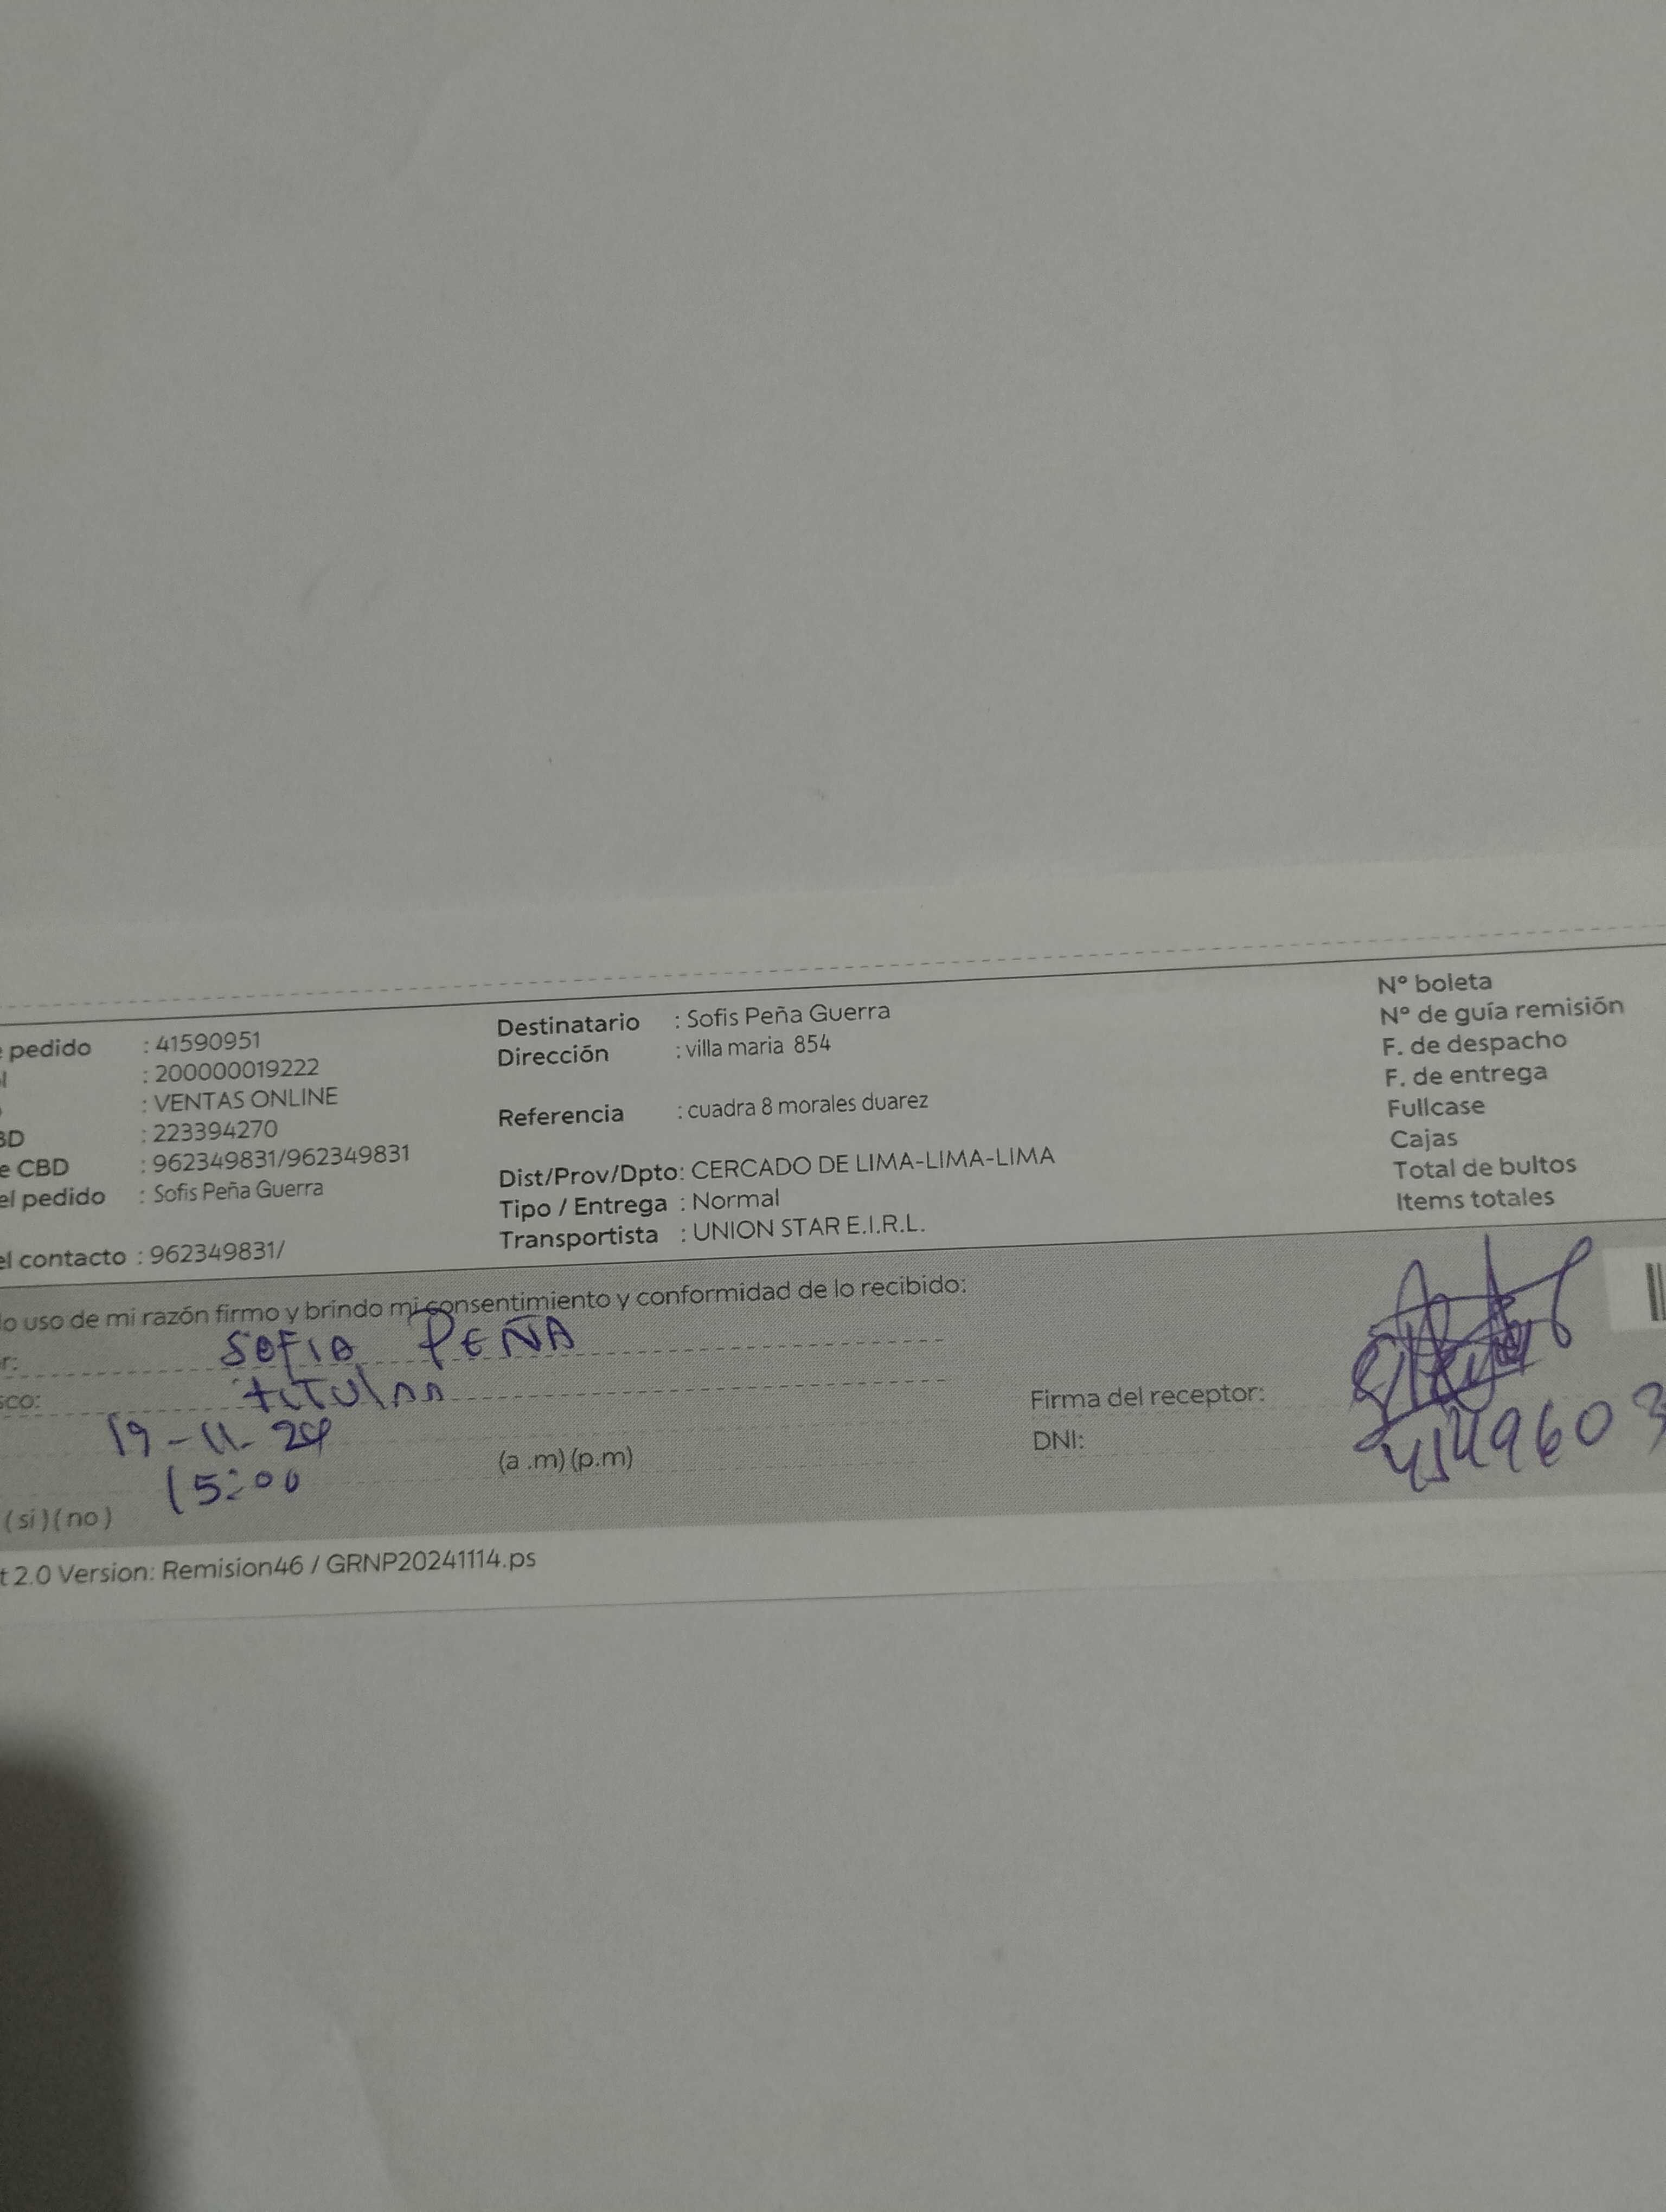 pedido : 41590951
: 200000019222
: VENTAS ONLINE
BD : 223394270
e CBD : 962349831/962349831
el pedido : Sofis Peña Guerra
el contacto : 962349831/
Destinatario : Sofis Peña Guerra
Dirección : villa maria 854
Referencia : cuadra 8 morales duarez
Dist/Prov/Dpto: CERCADO DE LIMA-LIMA-LIMA
Tipo / Entrega : Normal
Transportista : UNION STAR E.I.R.L.
N° boleta
N° de guía remisión
F. de despacho
F. de entrega
Fullcase
Cajas
Total de bultos
Items totales
o uso de mi razón firmo y brindo mi consentimiento y conformidad de lo recibido:
r: SOFIA PEÑA
sco: titular
19-11-24
15:00 (a .m) (p.m)
(si) (no)
Firma del receptor:
DNI:
t 2.0 Version: Remision46 / GRNP20241114.ps